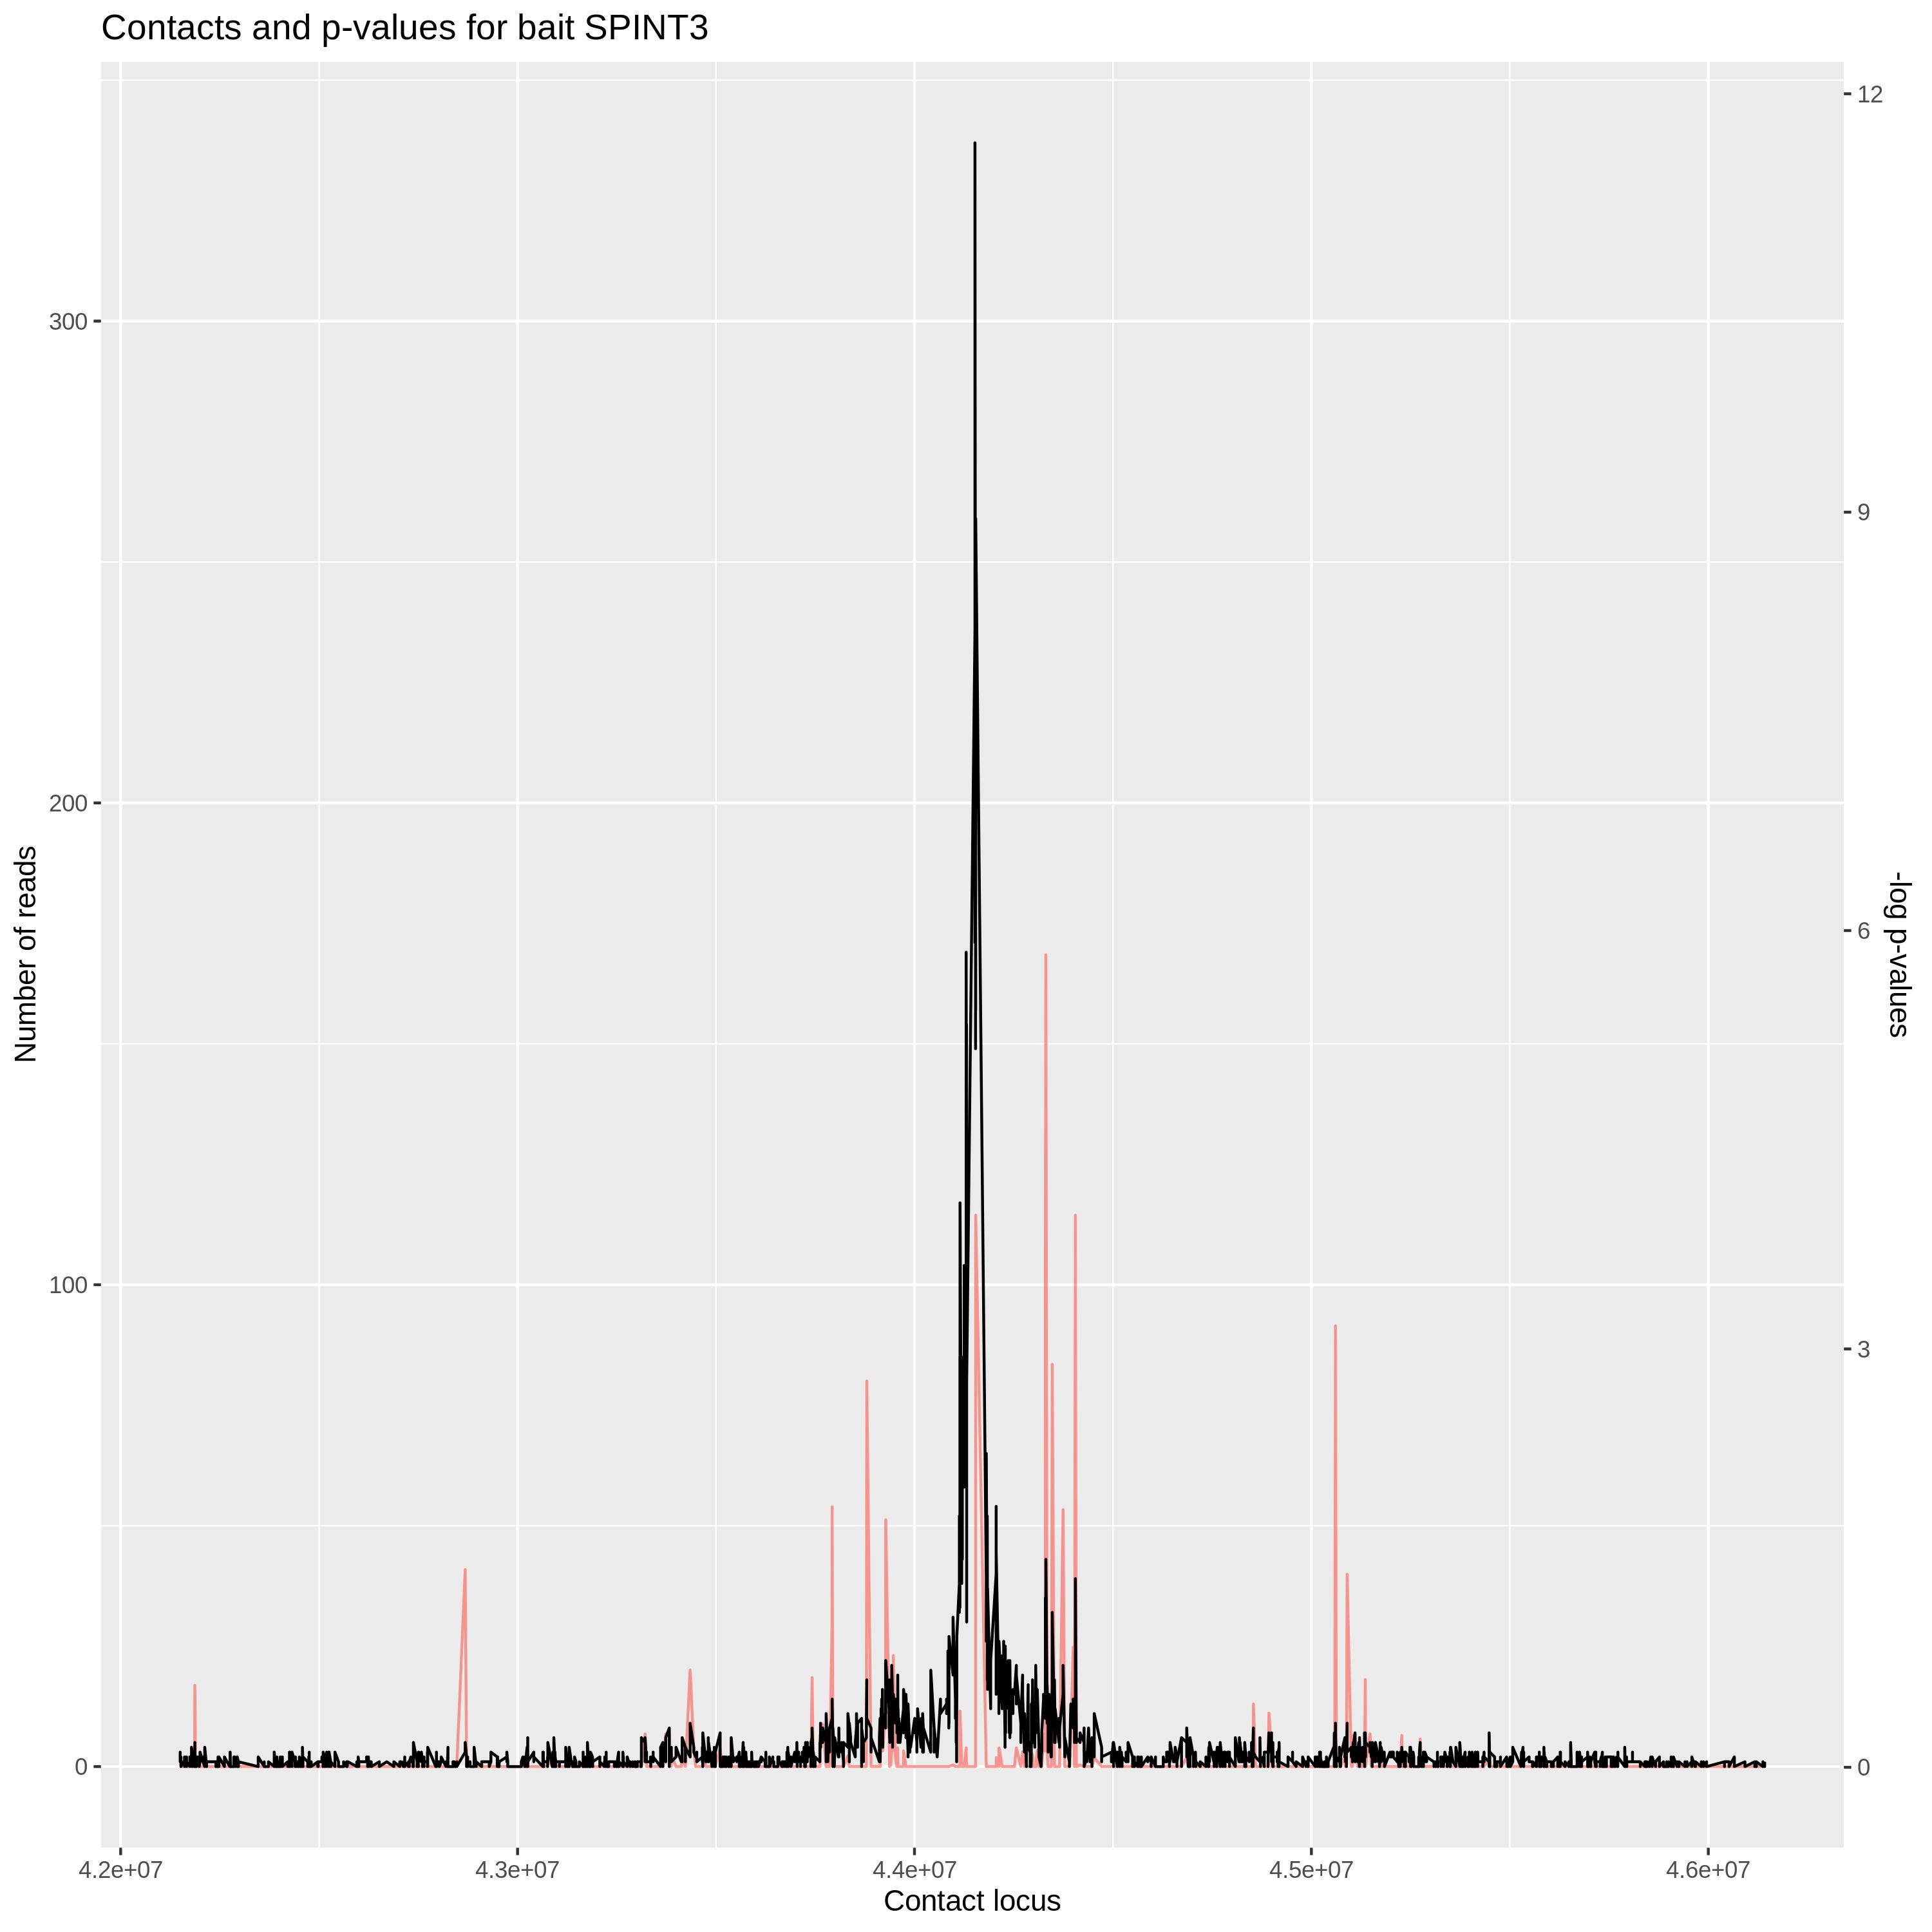 Contacts and p-values for bait SPINT3
300
200
100
0
Number of reads
12
9
6
3
0
-log p-values
4.2e+07
4.3e+07
4.4e+07
4.5e+07
4.6e+07
Contact locus